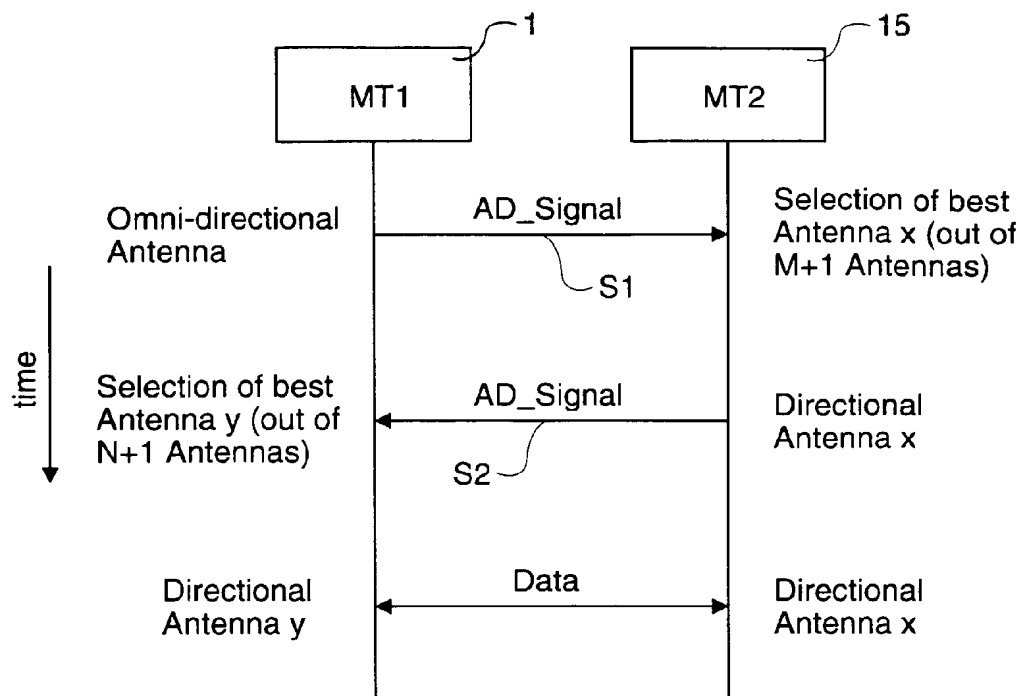 1
15
MT1
MT2
Omni-directional
Antenna
AD_Signal
S1
Selection of best
Antenna x (out of
M+1 Antennas)
time
Selection of best
Antenna y (out of
N+1 Antennas)
AD_Signal
S2
Directional
Antenna x
Directional
Antenna y
Data
Directional
Antenna x